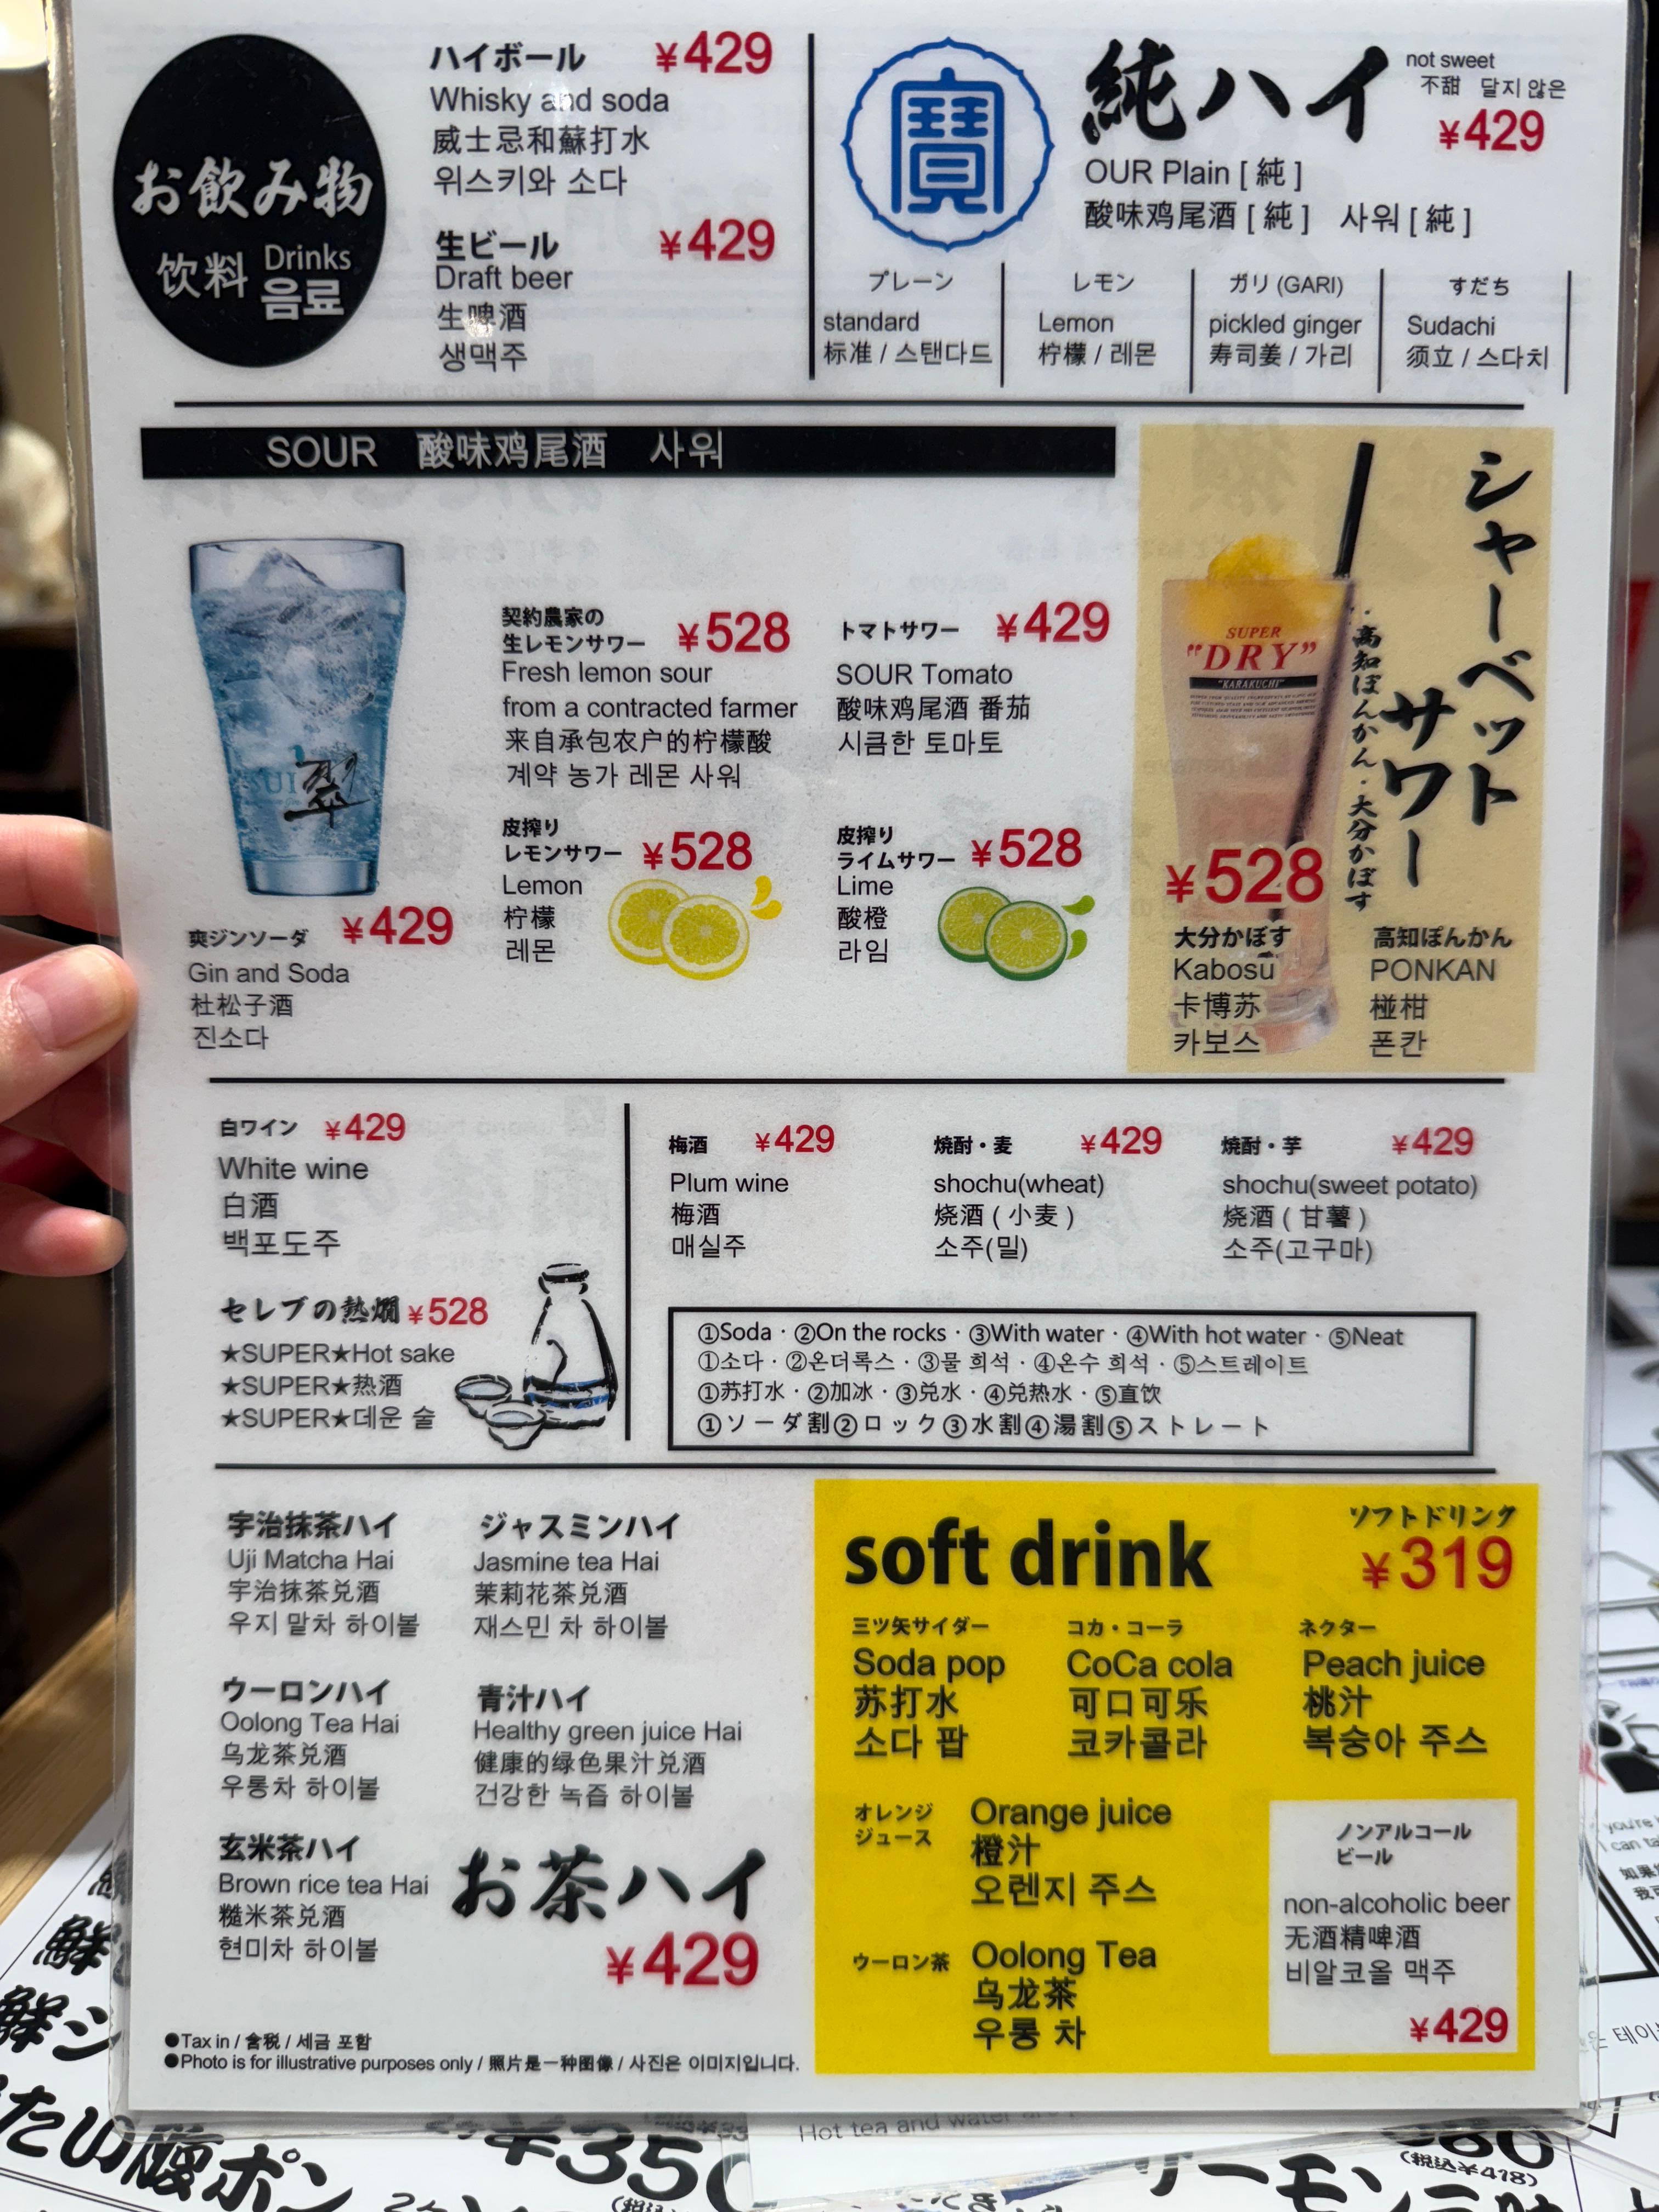 お飲み物
饮料 Drinks
음료
ハイボール ¥429
Whisky and soda
威士忌和蘇打水
위스키와 소다
生ビール ¥429
Draft beer
生啤酒
생맥주
寶
純ハイ
not sweet
不甜 달지 않은
¥429
OUR Plain [ 純 ]
酸味鸡尾酒 [ 純 ] 사워 [ 純 ]
プレーン
standard
标准 / 스탠다드
レモン
Lemon
柠檬 / 레몬
ガリ (GARI)
pickled ginger
寿司姜 / 가리
すだち
Sudachi
须立 / 스다치
SOUR 酸味鸡尾酒 사워
SUI
翠
爽ジンソーダ ¥429
Gin and Soda
杜松子酒
진소다
契約農家の
生レモンサワー ¥528
Fresh lemon sour
from a contracted farmer
来自承包农户的柠檬酸
계약 농가 레몬 사워
トマトサワー ¥429
SOUR Tomato
酸味鸡尾酒 番茄
시큼한 토마토
皮搾り
レモンサワー ¥528
Lemon
柠檬
레몬
皮搾り
ライムサワー ¥528
Lime
酸橙
라임
シャーベット
サワー
高知ぽんかん・大分かぼす
SUPER
"DRY"
"KARAKUCHI"
¥528
大分かぼす
Kabosu
卡博苏
카보스
高知ぽんかん
PONKAN
椪柑
폰칸
白ワイン ¥429
White wine
白酒
백포도주
セレブの熱燗 ¥528
★SUPER★Hot sake
★SUPER★热酒
★SUPER★데운 술
梅酒 ¥429
Plum wine
梅酒
매실주
焼酎・麦 ¥429
shochu(wheat)
烧酒 ( 小麦 )
소주(밀)
焼酎・芋 ¥429
shochu(sweet potato)
烧酒 ( 甘薯 )
소주(고구마)
①Soda · ②On the rocks · ③With water · ④With hot water · ⑤Neat
①소다 · ②온더록스 · ③물 희석 · ④온수 희석 · ⑤스트레이트
①苏打水 · ②加冰 · ③兑水 · ④兑热水 · ⑤直饮
①ソーダ割②ロック③水割④湯割⑤ストレート
宇治抹茶ハイ
Uji Matcha Hai
宇治抹茶兑酒
우지 말차 하이볼
ジャスミンハイ
Jasmine tea Hai
茉莉花茶兑酒
재스민 차 하이볼
ウーロンハイ
Oolong Tea Hai
乌龙茶兑酒
우롱차 하이볼
青汁ハイ
Healthy green juice Hai
健康的绿色果汁兑酒
건강한 녹즙 하이볼
玄米茶ハイ
Brown rice tea Hai
糙米茶兑酒
현미차 하이볼
お茶ハイ
¥429
soft drink
ソフトドリンク
¥319
三ツ矢サイダー
Soda pop
苏打水
소다 팝
コカ・コーラ
CoCa cola
可口可乐
코카콜라
ネクター
Peach juice
桃汁
복숭아 주스
オレンジ
ジュース
Orange juice
橙汁
오렌지 주스
ウーロン茶
Oolong Tea
乌龙茶
우롱 차
ノンアルコール
ビール
non-alcoholic beer
无酒精啤酒
비알코올 맥주
¥429
●Tax in / 含税 / 세금 포함
●Photo is for illustrative purposes only / 照片是一种图像 / 사진은 이미지입니다.
Hot tea and water
¥350
(税込¥418)